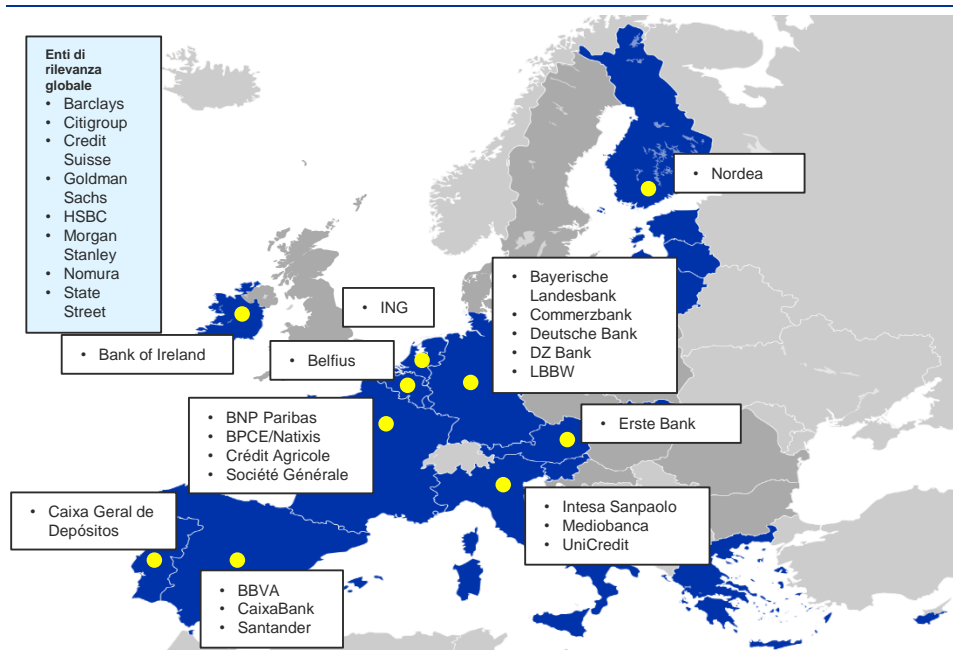 Enti di
rilevanza
globale
• Barclays
• Citigroup
• Credit
Suisse
• Goldman
Sachs
• HSBC
• Morgan
Stanley
• Nomura
• State
Street
• Nordea
• Bayerische
Landesbank
• Commerzbank
• Deutsche Bank
• DZ Bank
• LBBW
• ING
• Bank of Ireland
• Belfius
• BNP Paribas
• BPCE/Natixis
• Crédit Agricole
• Société Générale
• Erste Bank
• Caixa Geral de
Depósitos
• Intesa Sanpaolo
• Mediobanca
• UniCredit
• BBVA
• CaixaBank
• Santander